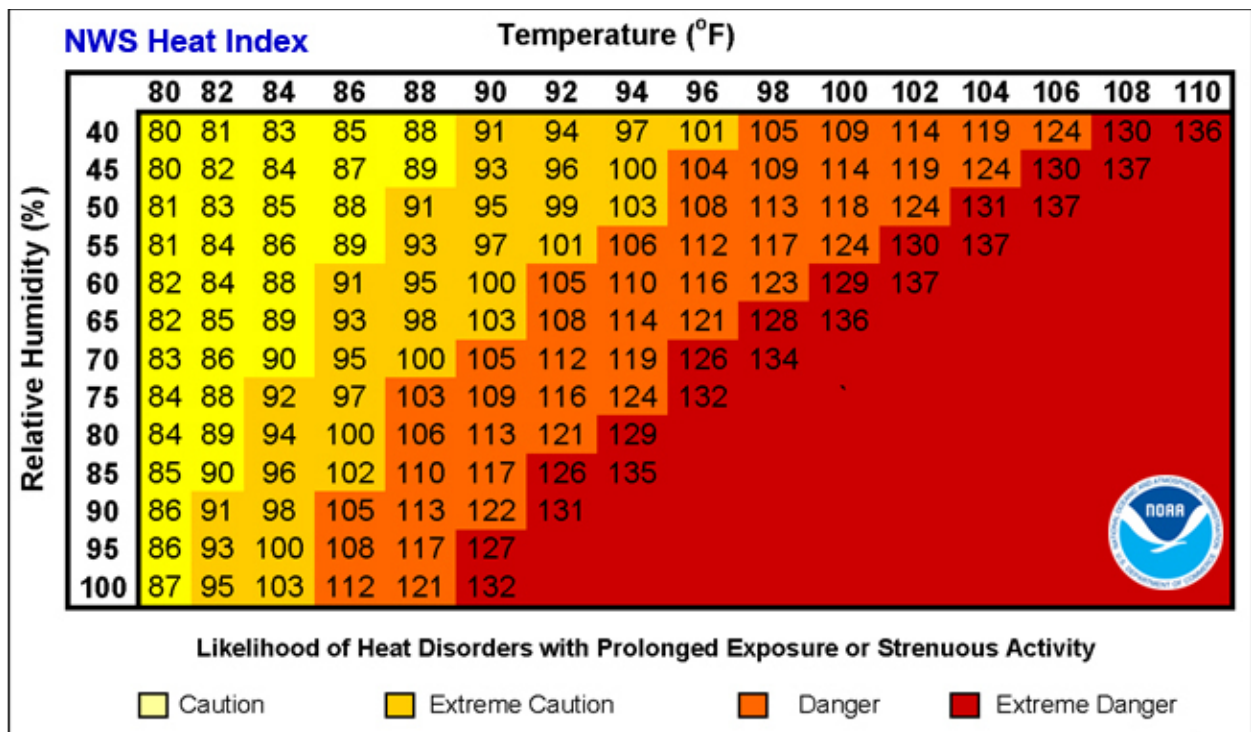 NWS Heat Index
Temperature (°F)
80 82 84 86 88 90 92 94 96 98 100 102 104 106 108 110
Relative Humidity (%)
40 80 81 83 85 88 91 94 97 101 105 109 114 119 124 130 136
45 80 82 84 87 89 93 96 100 104 109 114 119 124 130 137
50 81 83 85 88 91 95 99 103 108 113 118 124 131 137
55 81 84 86 89 93 97 101 106 112 117 124 130 137
60 82 84 88 91 95 100 105 110 116 123 129 137
65 82 85 89 93 98 103 108 114 121 128 136
70 83 86 90 95 100 105 112 119 126 134
75 84 88 92 97 103 109 116 124 132
80 84 89 94 100 106 113 121 129
85 85 90 96 102 110 117 126 135
90 86 91 98 105 113 122 131
95 86 93 100 108 117 127
100 87 95 103 112 121 132
NATIONAL OCEANIC AND ATMOSPHERIC ADMINISTRATION
NOAA
U.S. DEPARTMENT OF COMMERCE
Likelihood of Heat Disorders with Prolonged Exposure or Strenuous Activity
Caution
Extreme Caution
Danger
Extreme Danger